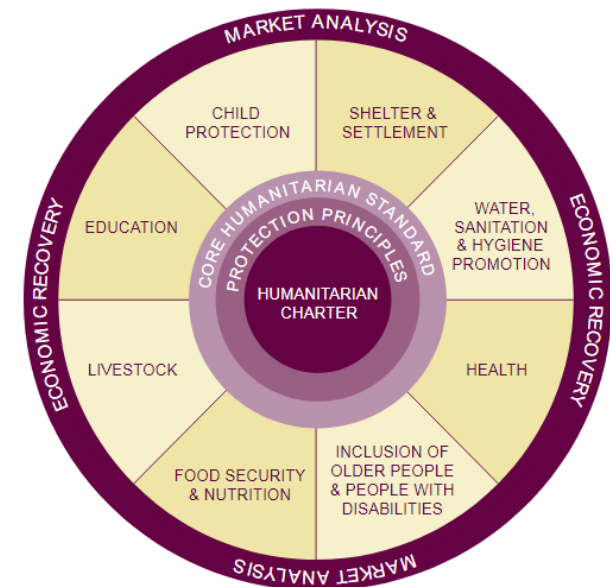 MARKET ANALYSIS
CHILD
PROTECTION
SHELTER &
SETTLEMENT
EDUCATION
WATER,
SANITATION
& HYGIENE
PROMOTION
ECONOMIC RECOVERY
CORE HUMANITARIAN STANDARD
PROTECTION PRINCIPLES
HUMANITARIAN
CHARTER
ECONOMIC RECOVERY
LIVESTOCK
HEALTH
FOOD SECURITY
& NUTRITION
INCLUSION OF
OLDER PEOPLE
& PEOPLE WITH
DISABILITIES
MARKET ANALYSIS